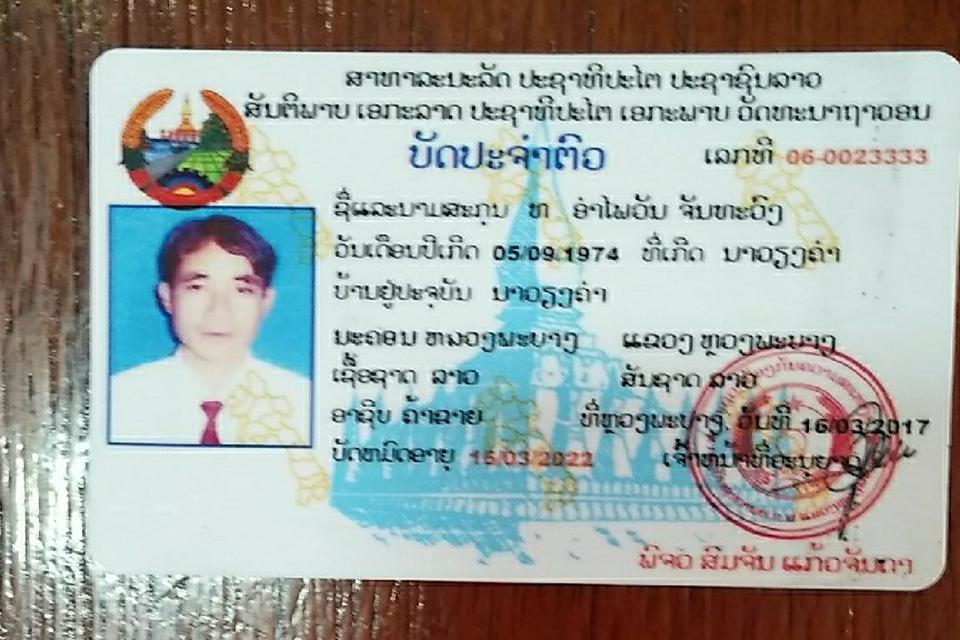 ສາທາລະນະລັດ ປະຊາທິປະໄຕ ປະຊາຊົນລາວ
ສັນຕິພາບ ເອກະລາດ ປະຊາທິປະໄຕ ເອກະພາບ ວັດທະນາຖາວອນ
ບັດປະຈຳຕົວ
ເລກທີ 06-0023333
ຊື່ແລະນາມສະກຸນ ທ ອຳໄພວັນ ຈັນທະວົງ
ວັນເດືອນປີເກີດ 05/09/1974 ທີ່ເກີດ ນາວຽງຄຳ
ບ້ານຢູ່ປະຈຸບັນ ນາວຽງຄຳ
ນະຄອນ ຫລວງພະບາງ ແຂວງ ຫຼວງພະບາງ
ເຊື້ອຊາດ ລາວ ສັນຊາດ ລາວ
ອາຊີບ ຄ້າຂາຍ ທີ່ຫຼວງພະບາງ, ວັນທີ 16/03/2017
ບັດຫມົດອາຍຸ 15/03/2022 ເຈົ້າໜ້າທີ່ອະນຸຍາດ
ພົຈວ ສົມຈັນ ແກ້ວຈັນດາ